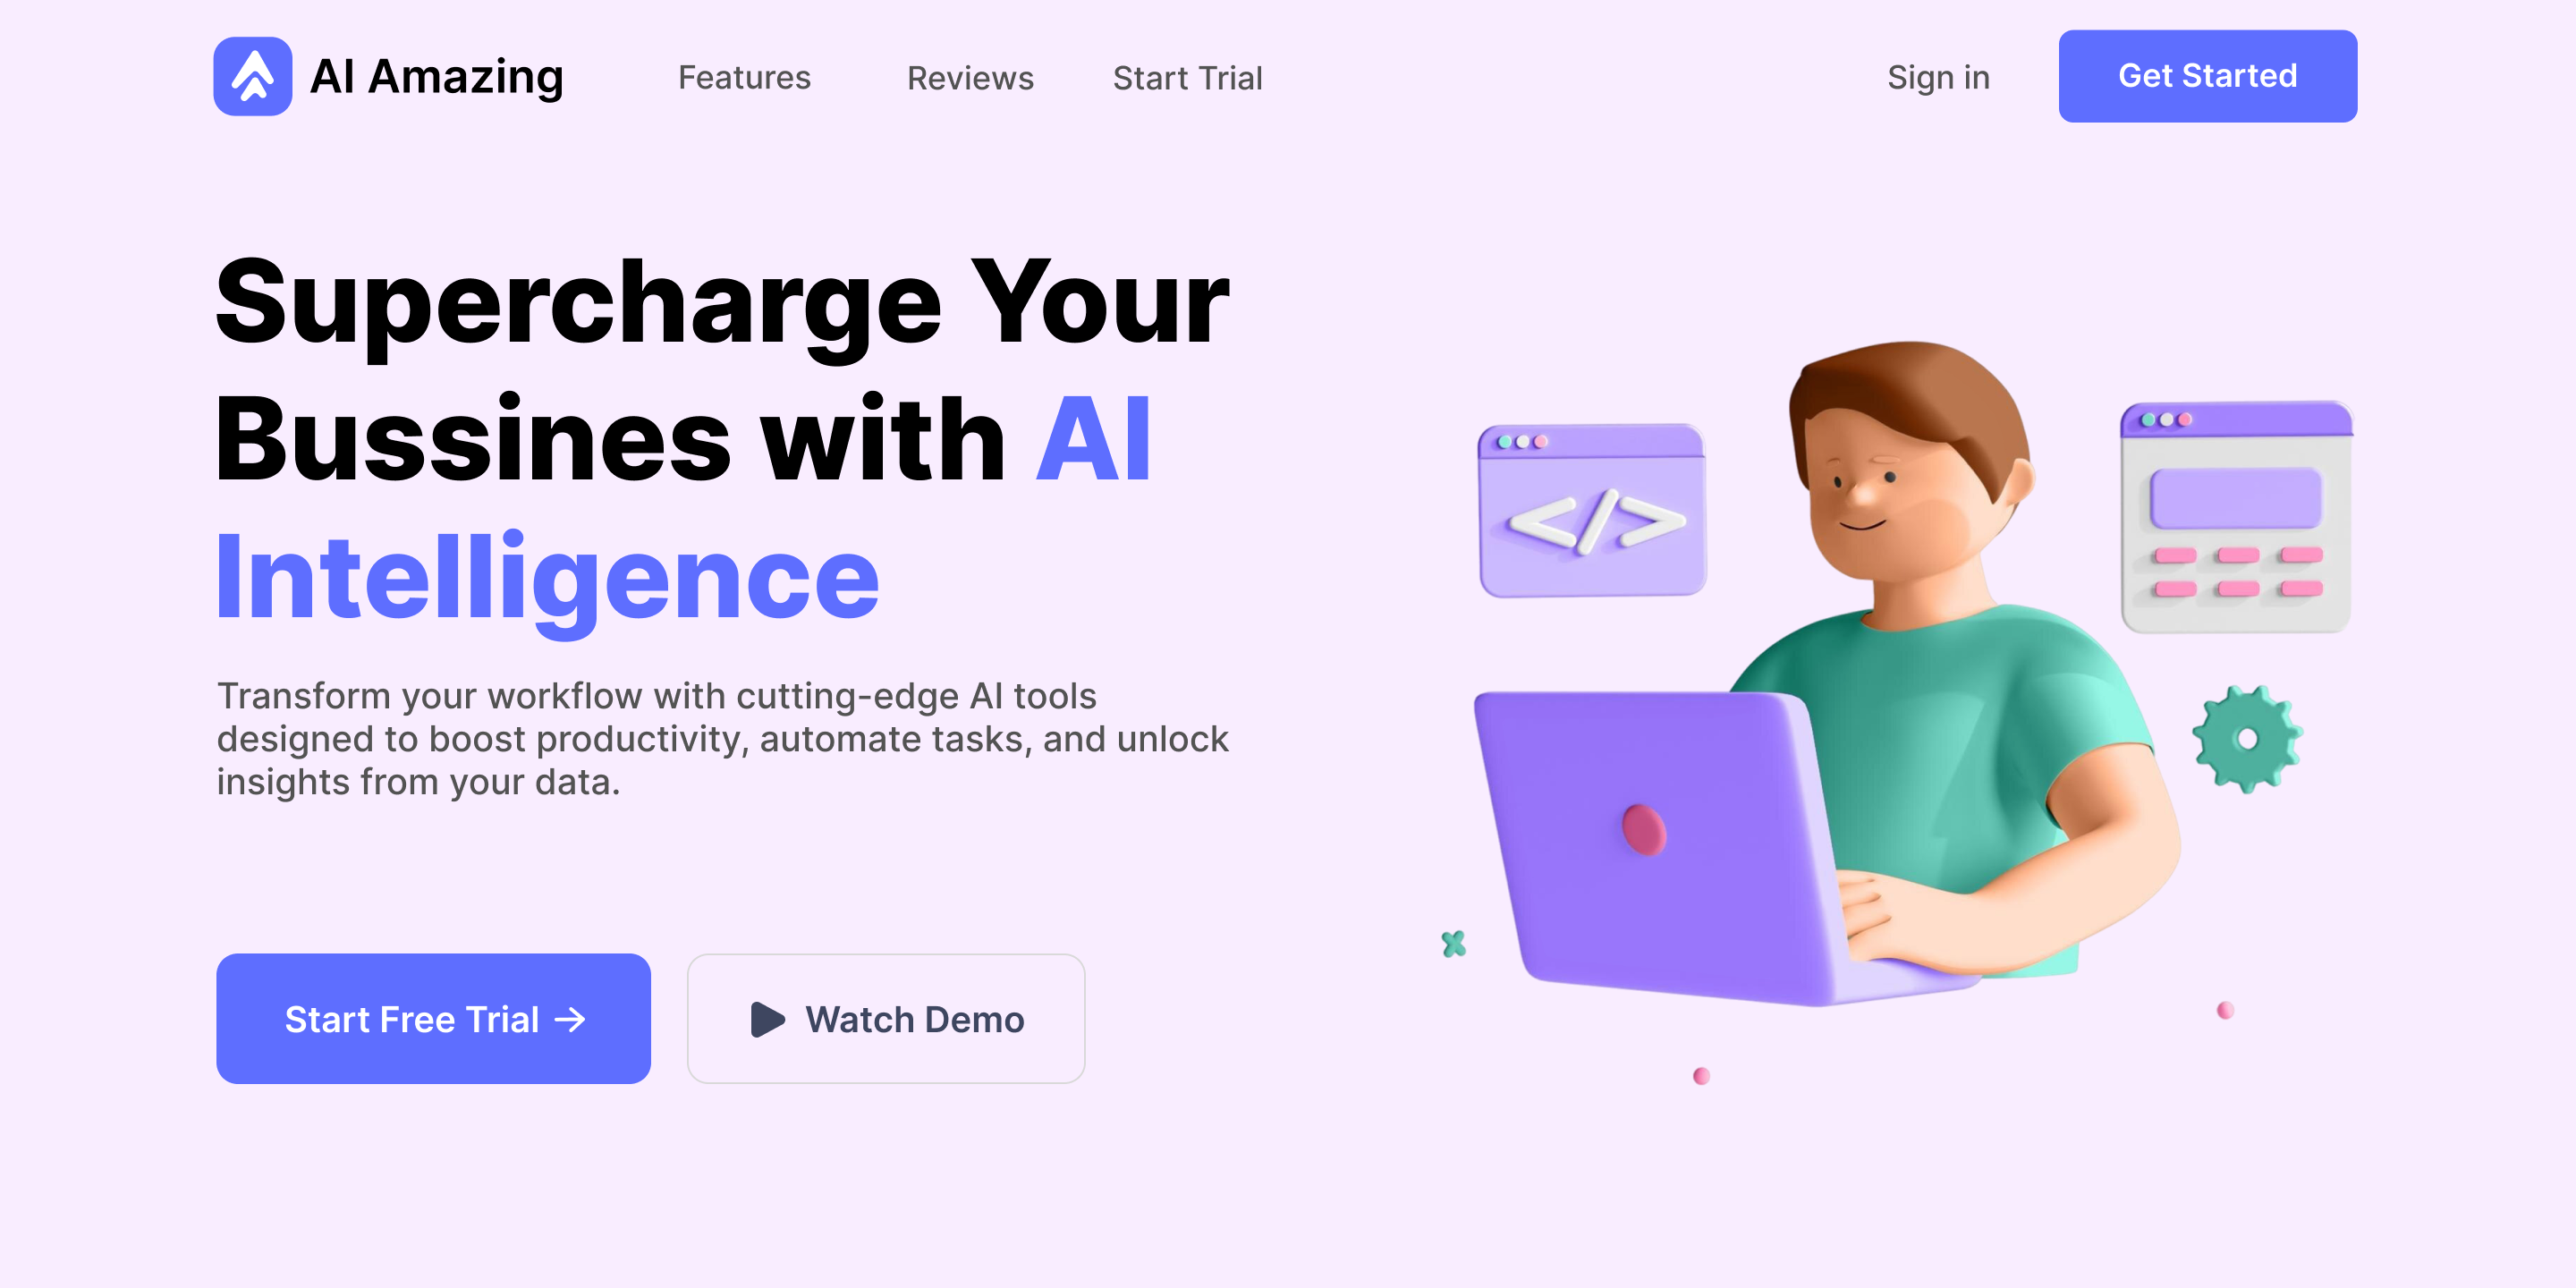 AI Amazing
Features
Reviews
Start Trial
Sign in
Get Started
Supercharge Your
Bussines with AI
Intelligence
Transform your workflow with cutting-edge AI tools
designed to boost productivity, automate tasks, and unlock
insights from your data.
Start Free Trial →
Watch Demo
</>